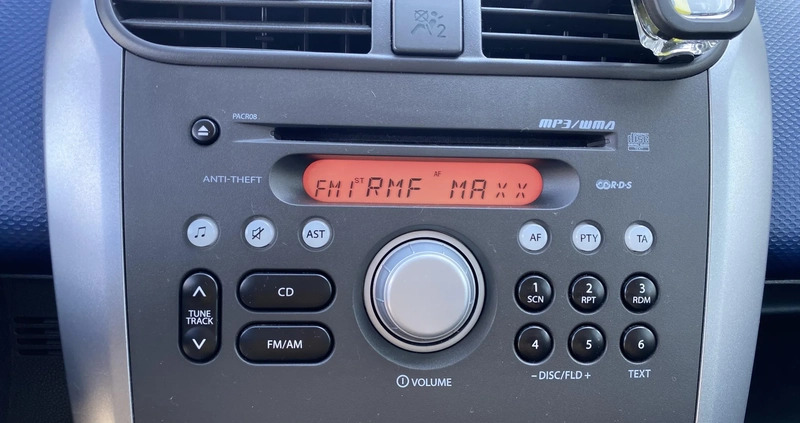 2
PACR08
MP3/WMA
ANTI-THEFT
FM1 ST RMF AF MAXX
R·D·S
AST
AF
PTY
TA
TUNE
TRACK
CD
FM/AM
1
SCN
2
RPT
3
RDM
4
5
6
VOLUME
– DISC/FLD +
TEXT